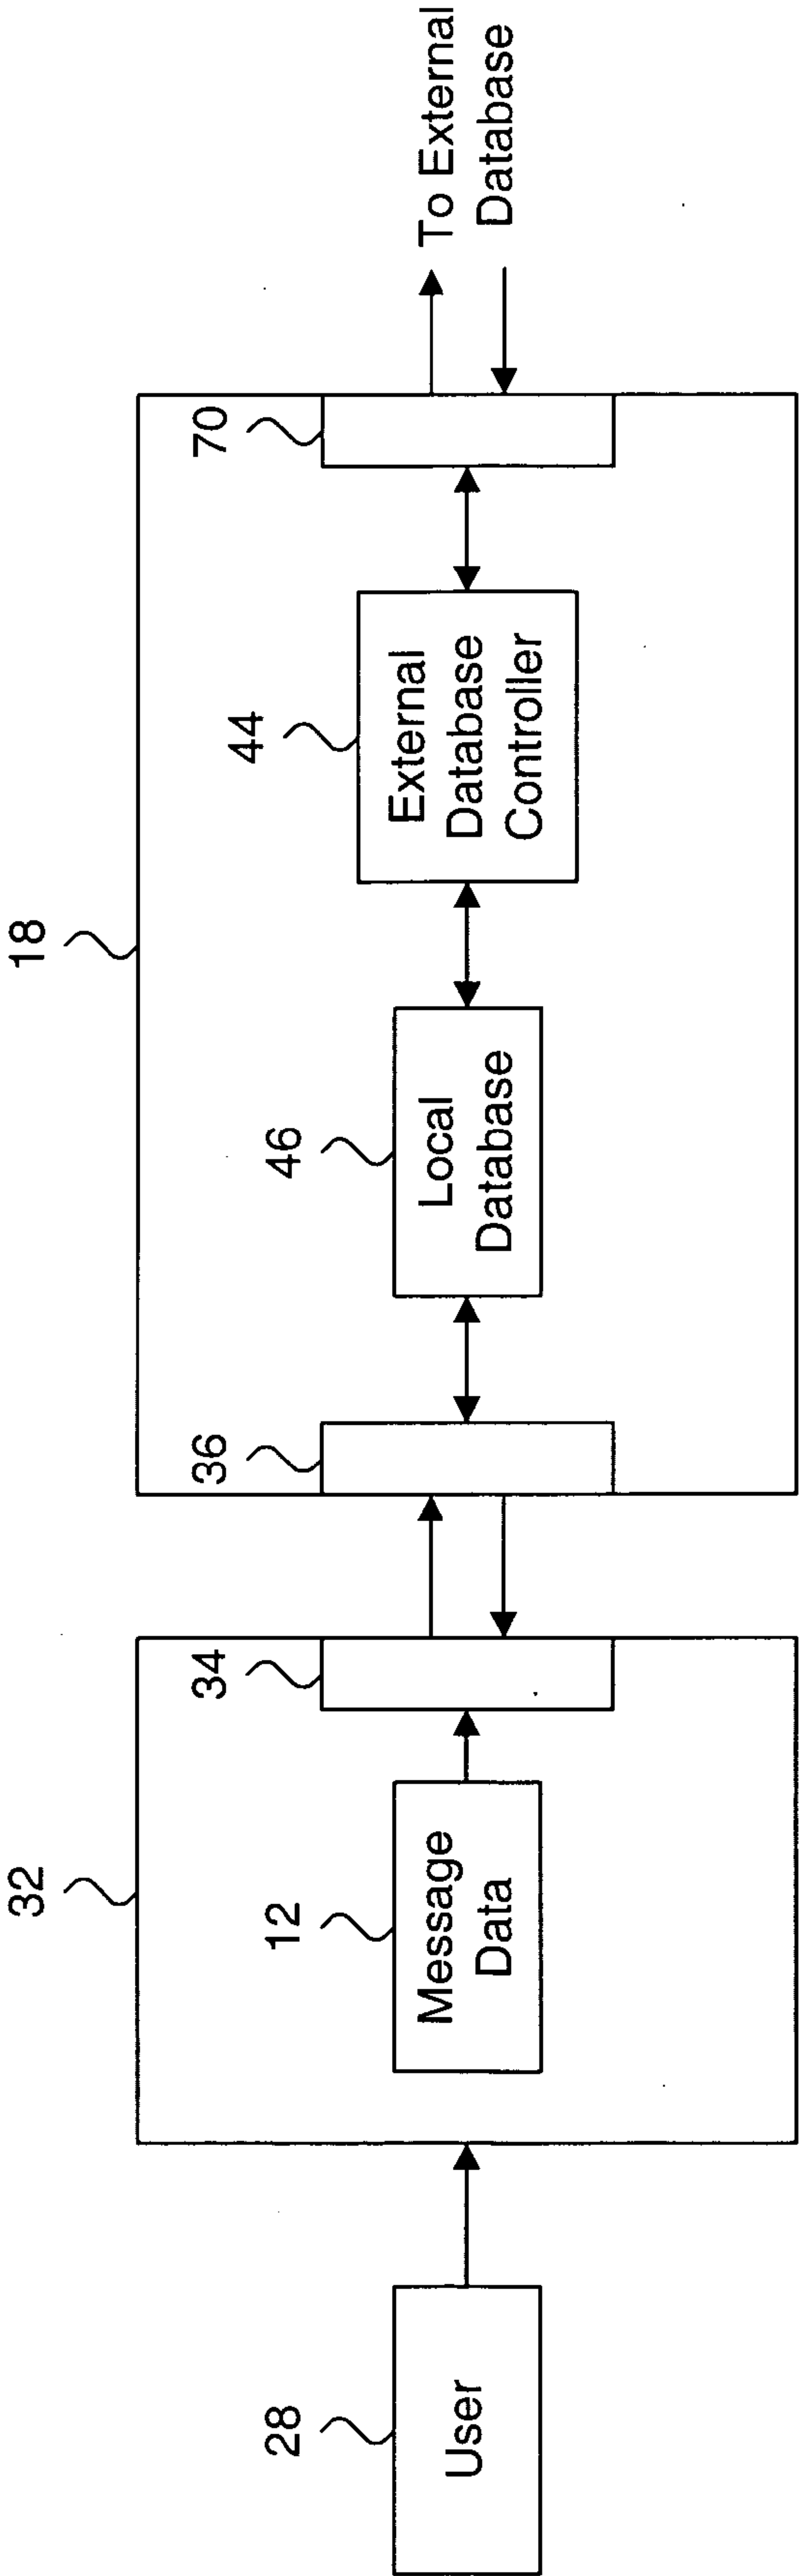 28
User
32
12
Message
Data
34
18
36
46
Local
Database
44
External
Database
Controller
70
To External
Database